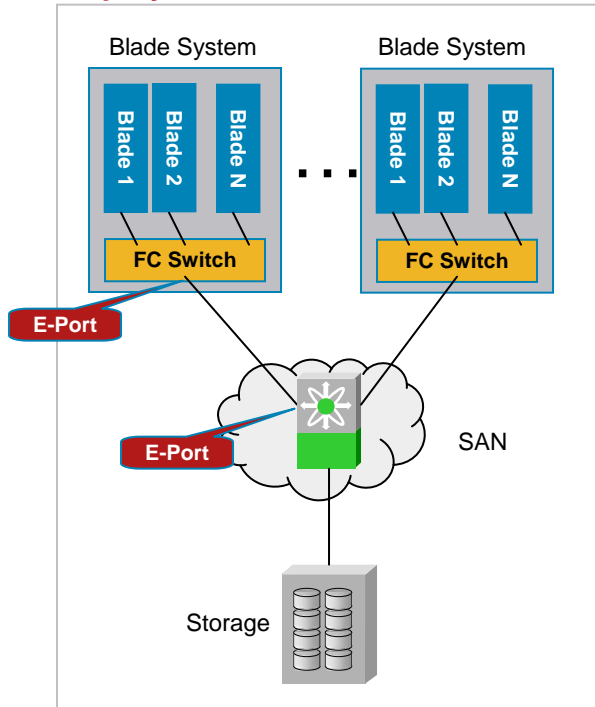 Blade System
Blade System
Blade 1
Blade 2
Blade N
. . .
Blade 1
Blade 2
Blade N
FC Switch
FC Switch
E-Port
E-Port
SAN
Storage